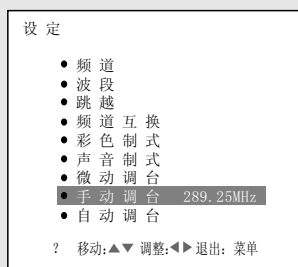 设定
● 频道
● 波段
● 跳越
● 频道互换
● 彩色制式
● 声音制式
● 微动调台
● 手动调台 289.25MHz
● 自动调台
? 移动:▲▼ 调整:◀▶ 退出: 菜单